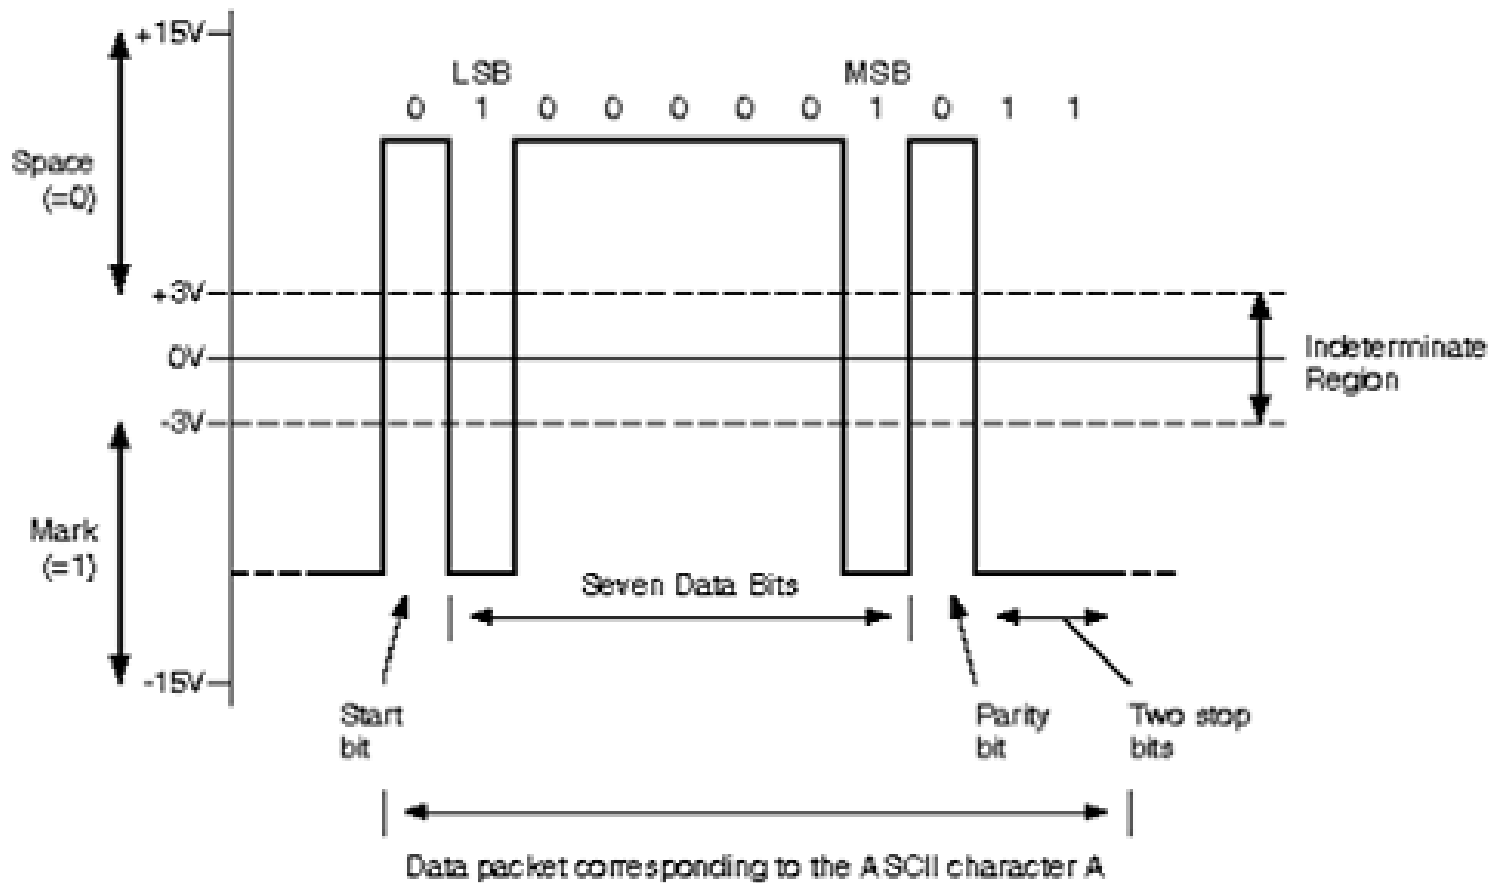 +15V
LSB MSB
0 1 0 0 0 0 0 1 0 1 1
Space
(=0)
+3V
0V
Indeterminate
Region
-3V
Mark
(=1)
Seven Data Bits
-15V
Start
bit
Parity
bit
Two stop
bits
Data packet corresponding to the ASCII character A